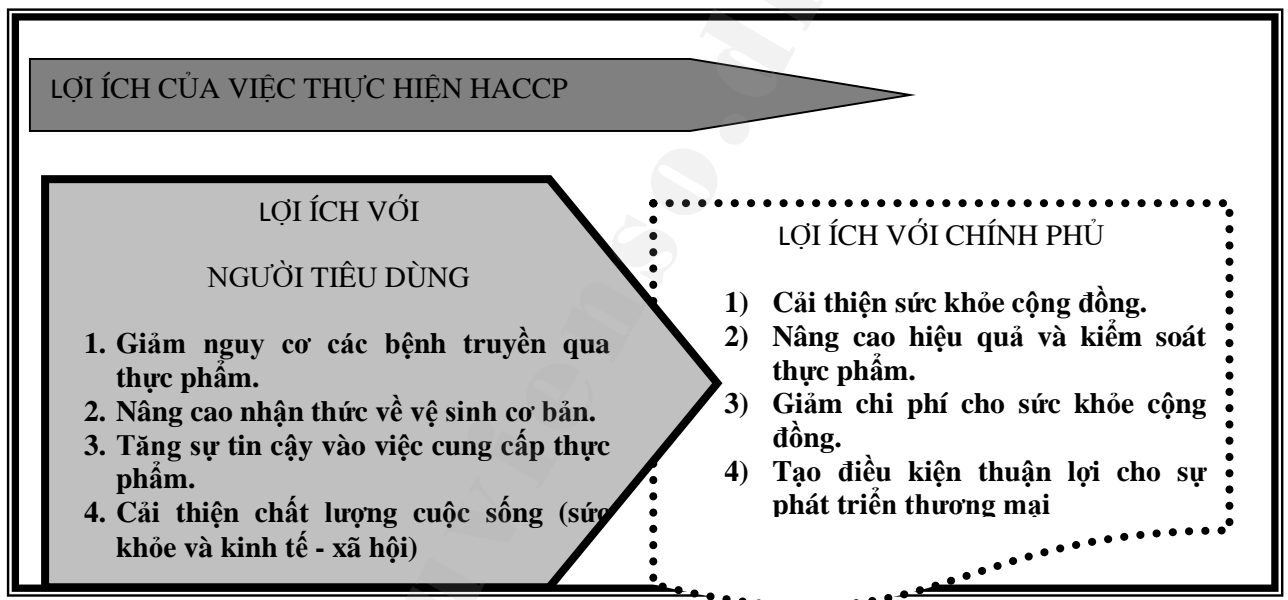 LỢI ÍCH CỦA VIỆC THỰC HIỆN HACCP
LỢI ÍCH VỚI
NGƯỜI TIÊU DÙNG
1. Giảm nguy cơ các bệnh truyền qua
thực phẩm.
2. Nâng cao nhận thức về vệ sinh cơ bản.
3. Tăng sự tin cậy vào việc cung cấp thực
phẩm.
4. Cải thiện chất lượng cuộc sống (sức
khỏe và kinh tế - xã hội)
LỢI ÍCH VỚI CHÍNH PHỦ
1) Cải thiện sức khỏe cộng đồng.
2) Nâng cao hiệu quả và kiểm soát
thực phẩm.
3) Giảm chi phí cho sức khỏe cộng
đồng.
4) Tạo điều kiện thuận lợi cho sự
phát triển thương mại